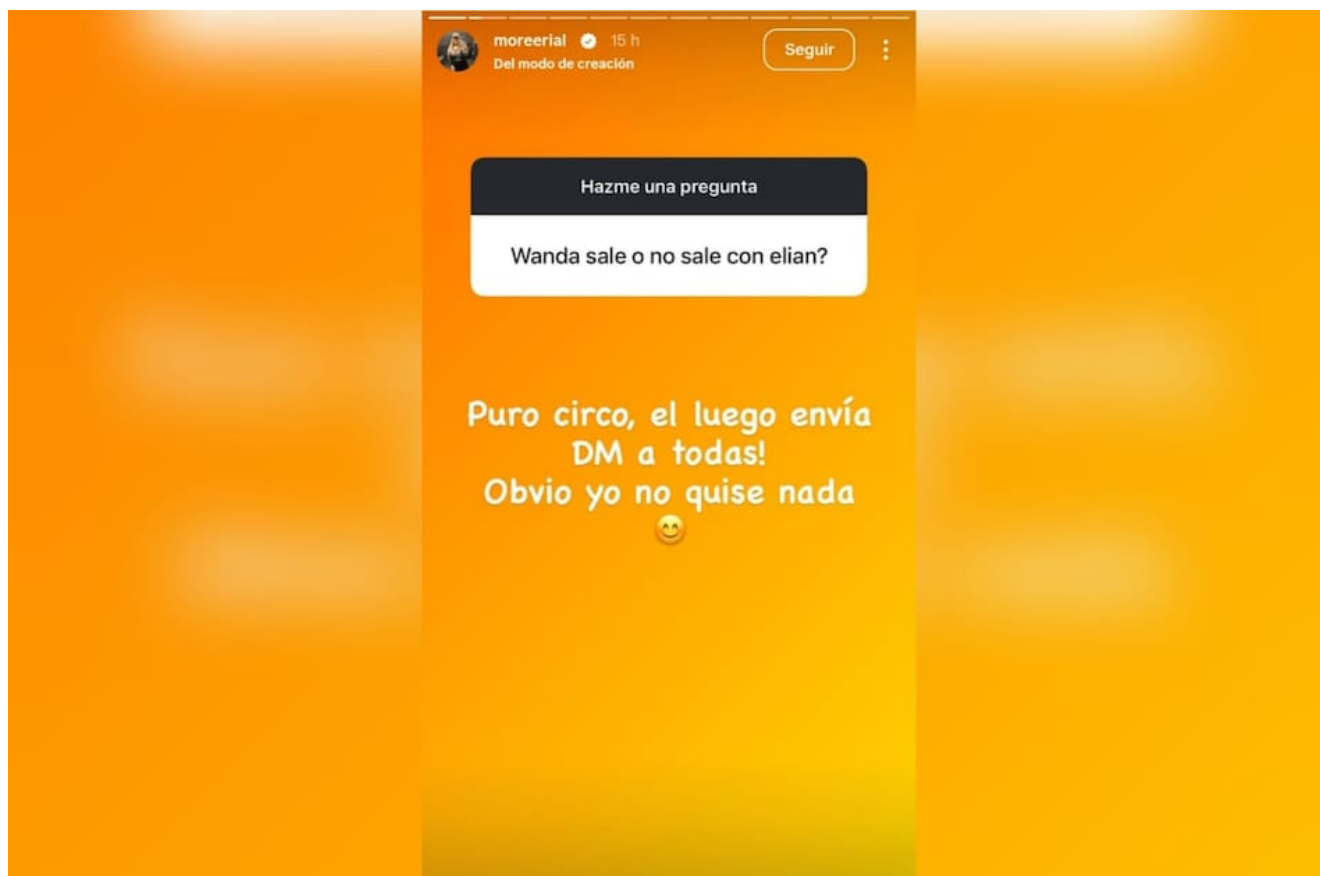 moreerial 15 h
Del modo de creación
Seguir
Hazme una pregunta
Wanda sale o no sale con elian?
Puro circo, el luego envía
DM a todas!
Obvio yo no quise nada
😊